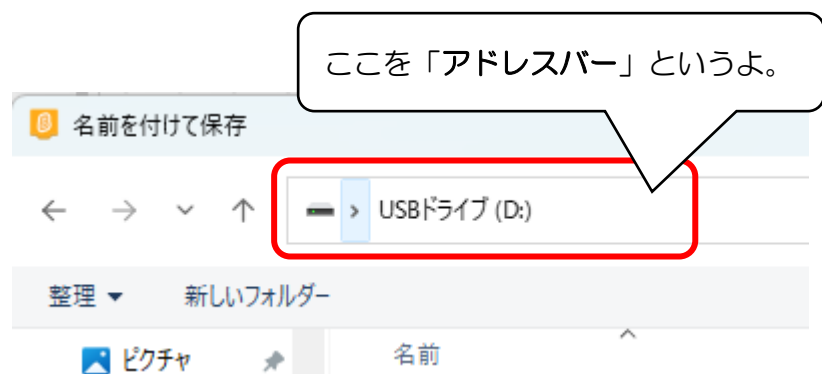 ここを「アドレスバー」というよ。
名前を付けて保存
USBドライブ (D:)
整理 新しいフォルダー
ピクチャ 名前